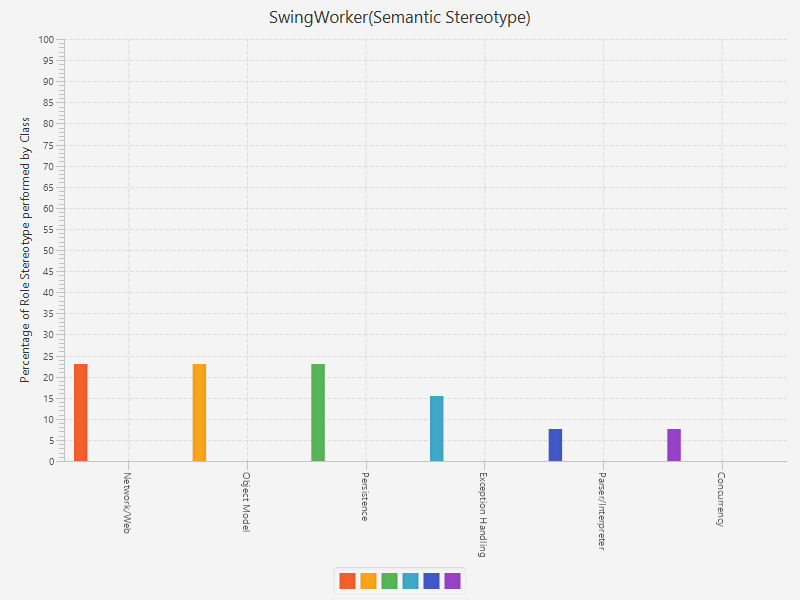 SwingWorker(Semantic Stereotype)
Percentage of Role Stereotype performed by Class
100
95
90
85
80
75
70
65
60
55
50
45
40
35
30
25
20
15
10
5
0
Network/Web
Object Model
Persistence
Exception Handling
Parser/Interpreter
Concurrency